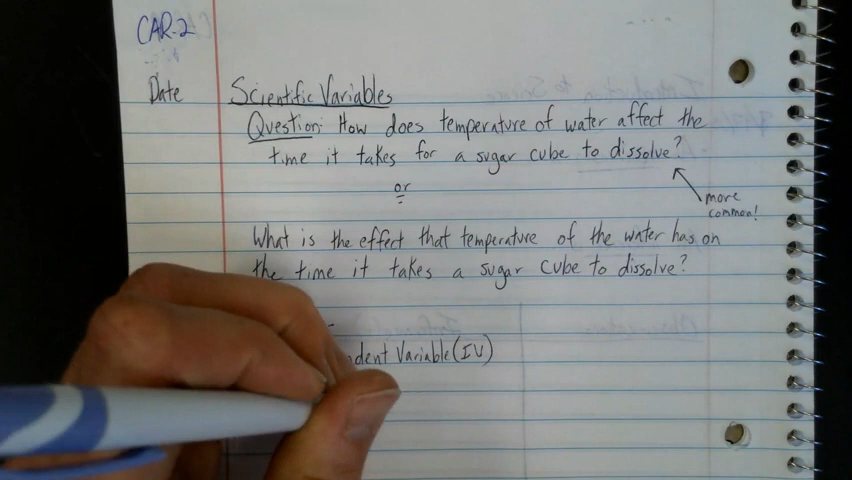 CAR-2
Date
Scientific Variables
Question: How does temperature of water affect the
time it takes for a sugar cube to dissolve?
or
more
common!
What is the effect that temperature of the water has on
the time it takes a sugar cube to dissolve?
ndent Variable (IV)